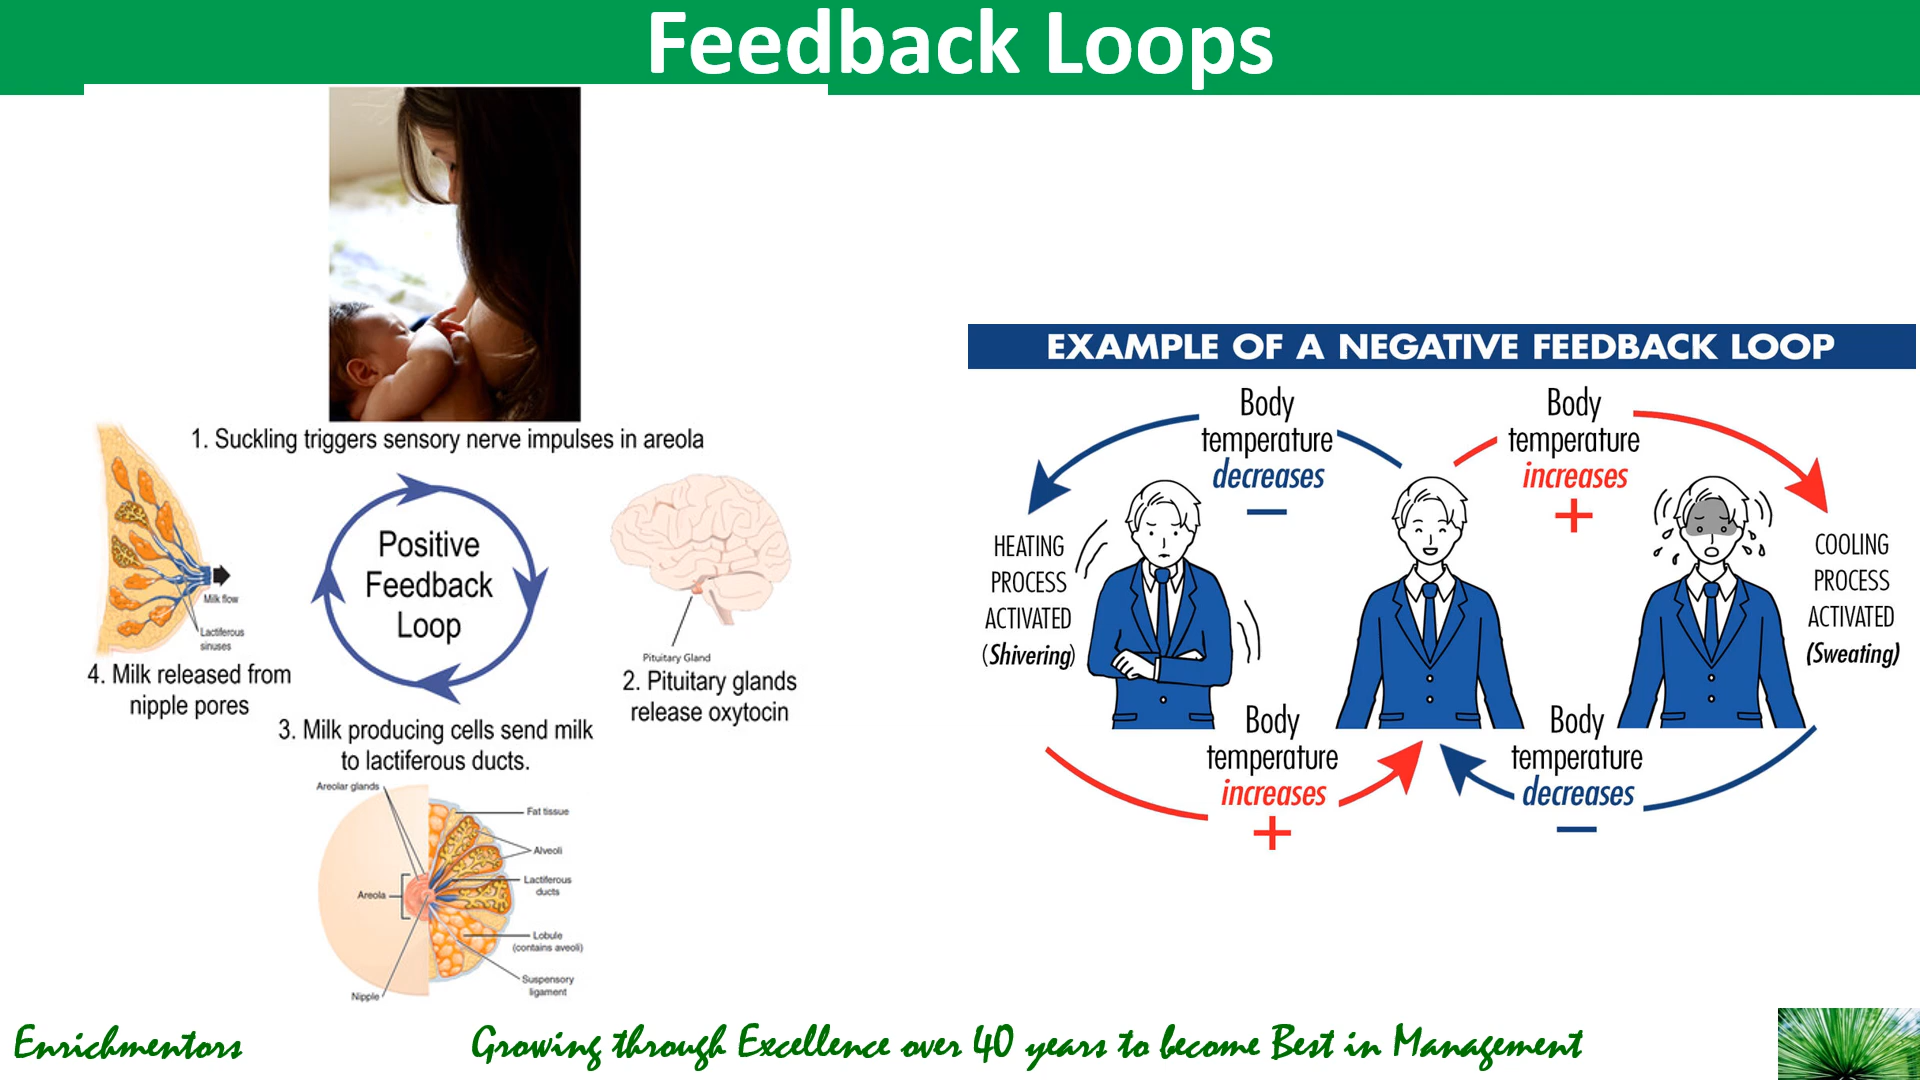 Feedback Loops
1. Suckling triggers sensory nerve impulses in areola
Positive
Feedback
Loop
Milk flow
Lactiferous
sinuses
4. Milk released from
nipple pores
Pituitary Gland
2. Pituitary glands
release oxytocin
3. Milk producing cells send milk
to lactiferous ducts.
Areolar glands
Fat tissue
Alveoli
Lactiferous
ducts
Areola
Lobule
(contains aveoli)
Suspensory
ligament
Nipple
EXAMPLE OF A NEGATIVE FEEDBACK LOOP
Body
temperature
decreases
−
Body
temperature
increases
+
HEATING
PROCESS
ACTIVATED
(Shivering)
COOLING
PROCESS
ACTIVATED
(Sweating)
Body
temperature
increases
+
Body
temperature
decreases
−
Enrichmentors
Growing through Excellence over 40 years to become Best in Management